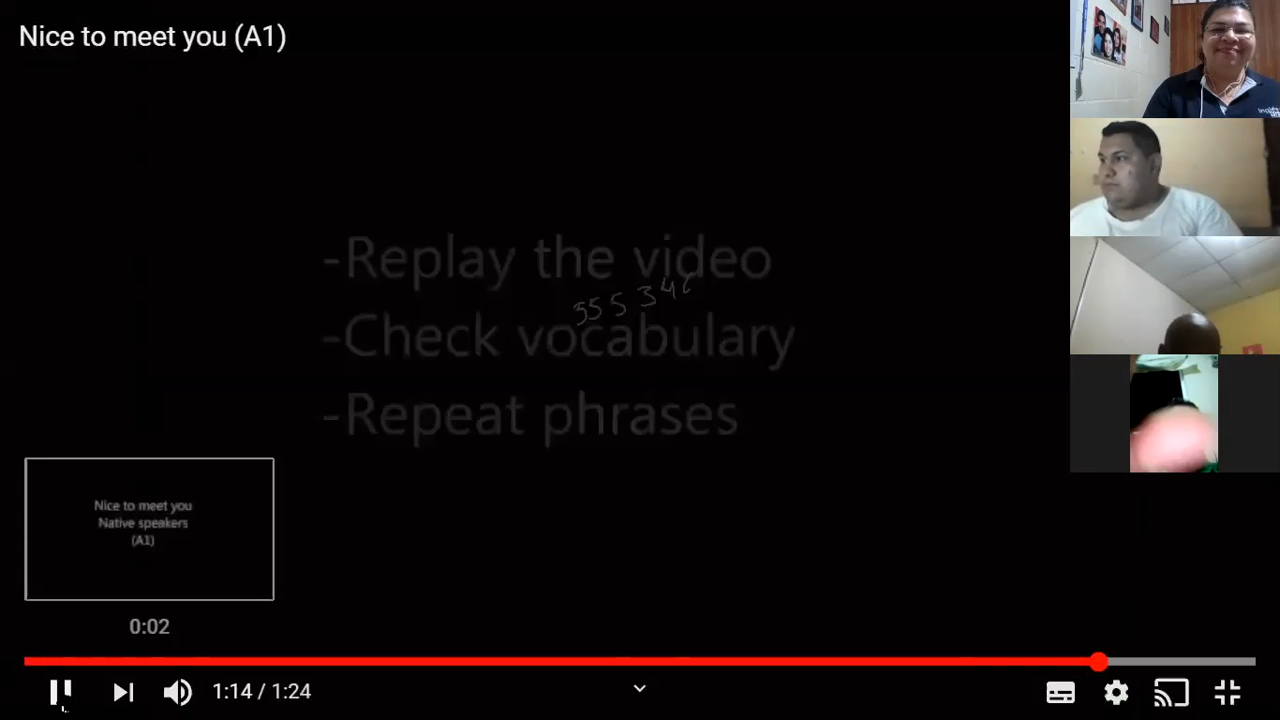 Nice to meet you (A1)
-Replay the video
-Check vocabulary
-Repeat phrases
Nice to meet you
Native speakers
(A1)
0:02
1:14 / 1:24